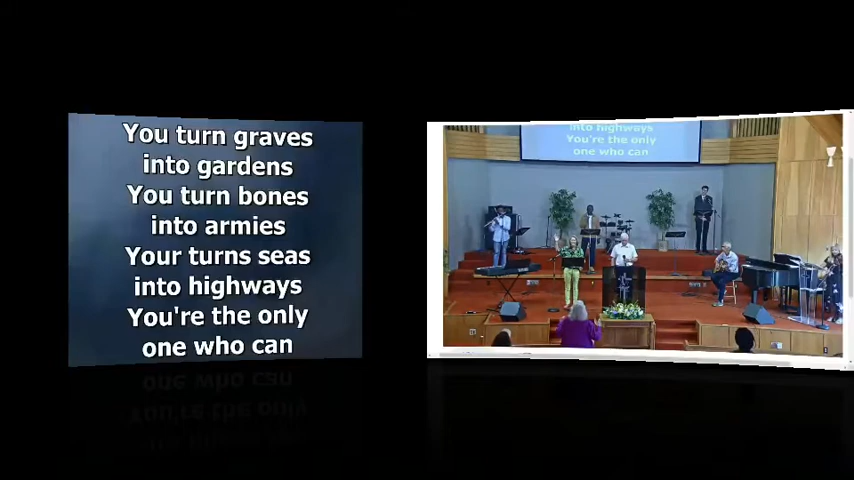 You turn graves
into gardens
You turn bones
into armies
Your turns seas
into highways
You're the only
one who can
into highways
You're the only
one who can